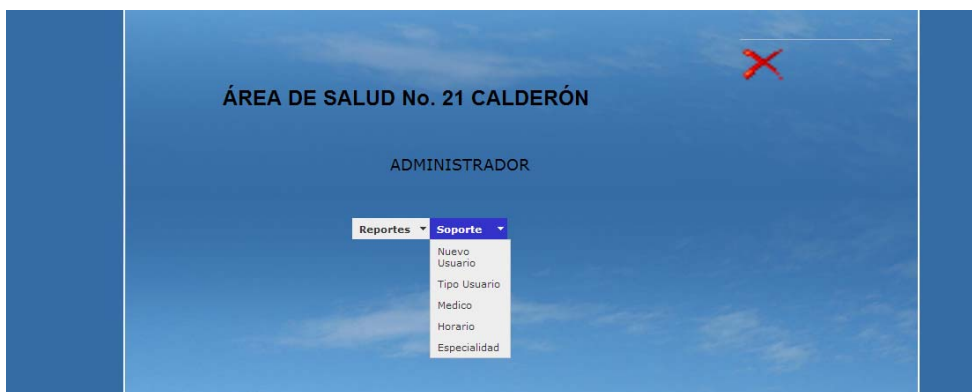 ÁREA DE SALUD No. 21 CALDERÓN
ADMINISTRADOR
Reportes Soporte
Nuevo
Usuario
Tipo Usuario
Medico
Horario
Especialidad